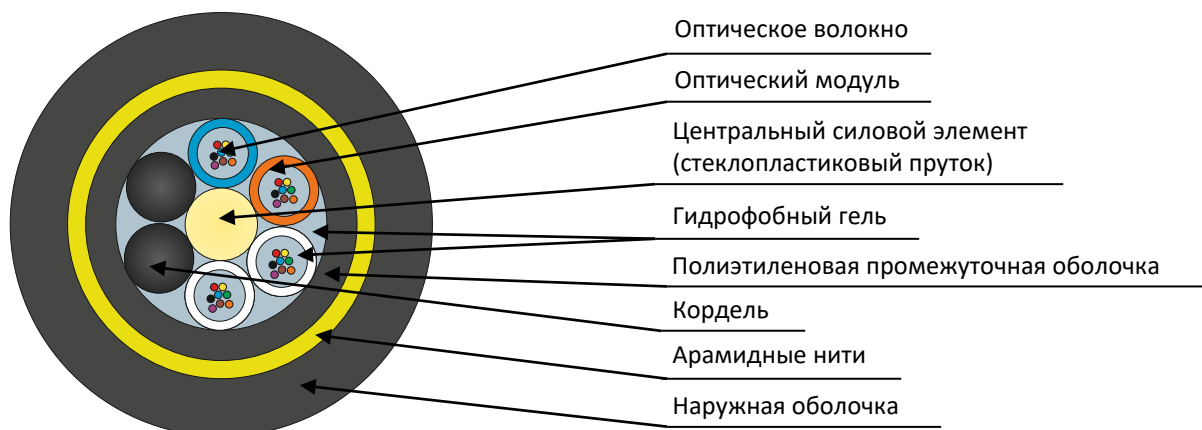 Оптическое волокно
Оптический модуль
Центральный силовой элемент
(стеклопластиковый пруток)
Гидрофобный гель
Полиэтиленовая промежуточная оболочка
Кордель
Арамидные нити
Наружная оболочка